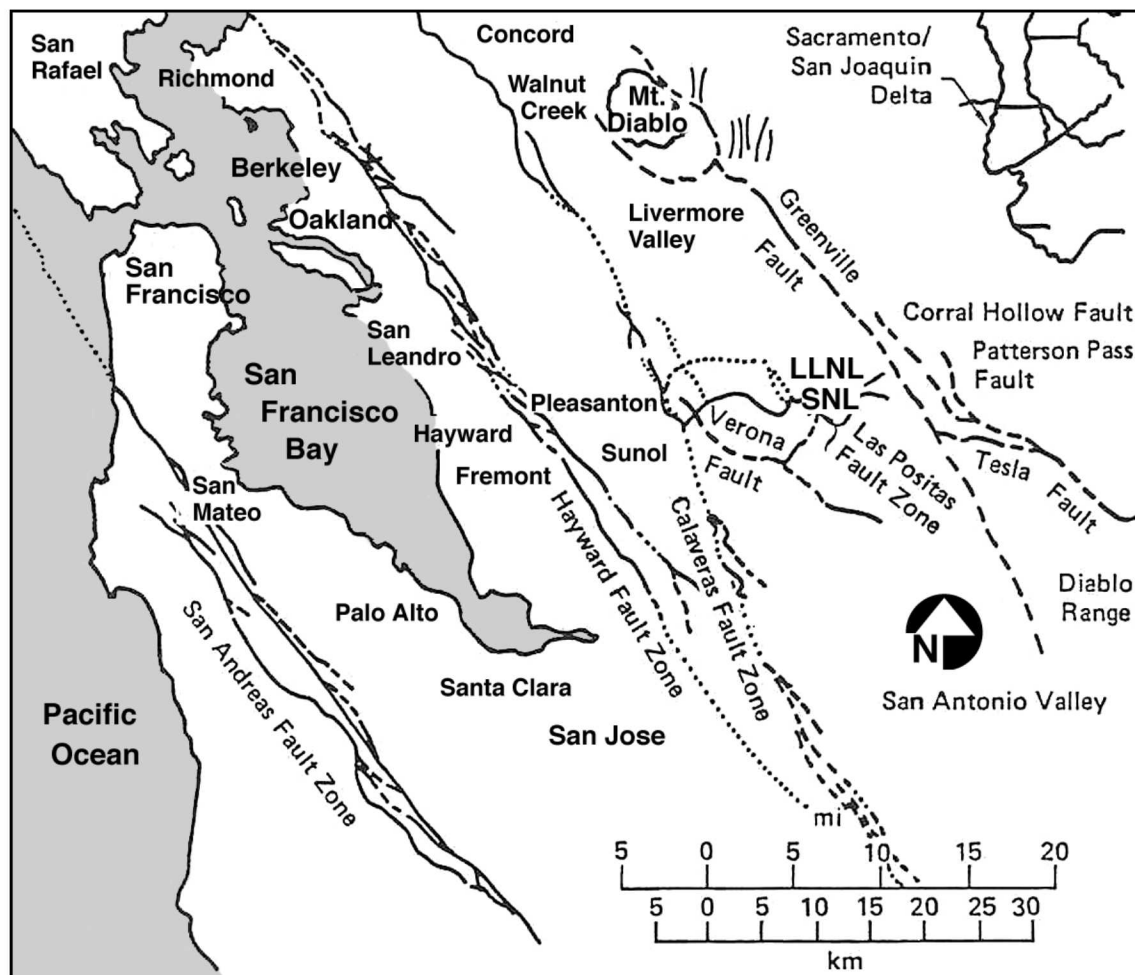 San
Rafael
Richmond
Concord
Walnut
Creek
Mt.
Diablo
Sacramento/
San Joaquin
Delta
Berkeley
Oakland
Livermore
Valley
Greenville
Fault
San
Francisco
San
Leandro
San
Francisco
Bay
Corral Hollow Fault
Patterson Pass
Fault
LLNL
SNL
Pleasanton
Hayward
Verona
Fault
Las Positas
Fault Zone
Tesla
Fault
Sunol
Fremont
San
Mateo
Hayward Fault Zone
Calaveras Fault Zone
Diablo
Range
Palo Alto
San Andreas Fault Zone
N
Santa Clara
San Antonio Valley
Pacific
Ocean
San Jose
mi
5 0 5 10 15 20
5 0 5 10 15 20 25 30
km